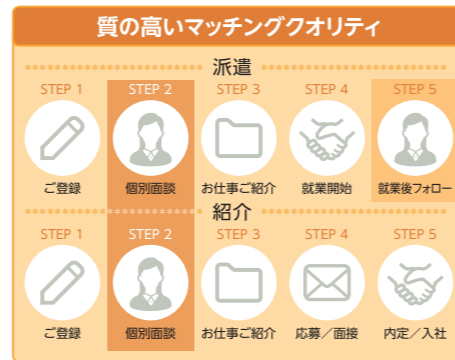 質の高いマッチングクオリティ
派遣
STEP 1 STEP 2 STEP 3 STEP 4 STEP 5
ご登録 個別面談 お仕事ご紹介 就業開始 就業後フォロー
紹介
STEP 1 STEP 2 STEP 3 STEP 4 STEP 5
ご登録 個別面談 お仕事ご紹介 応募／面接 内定／入社